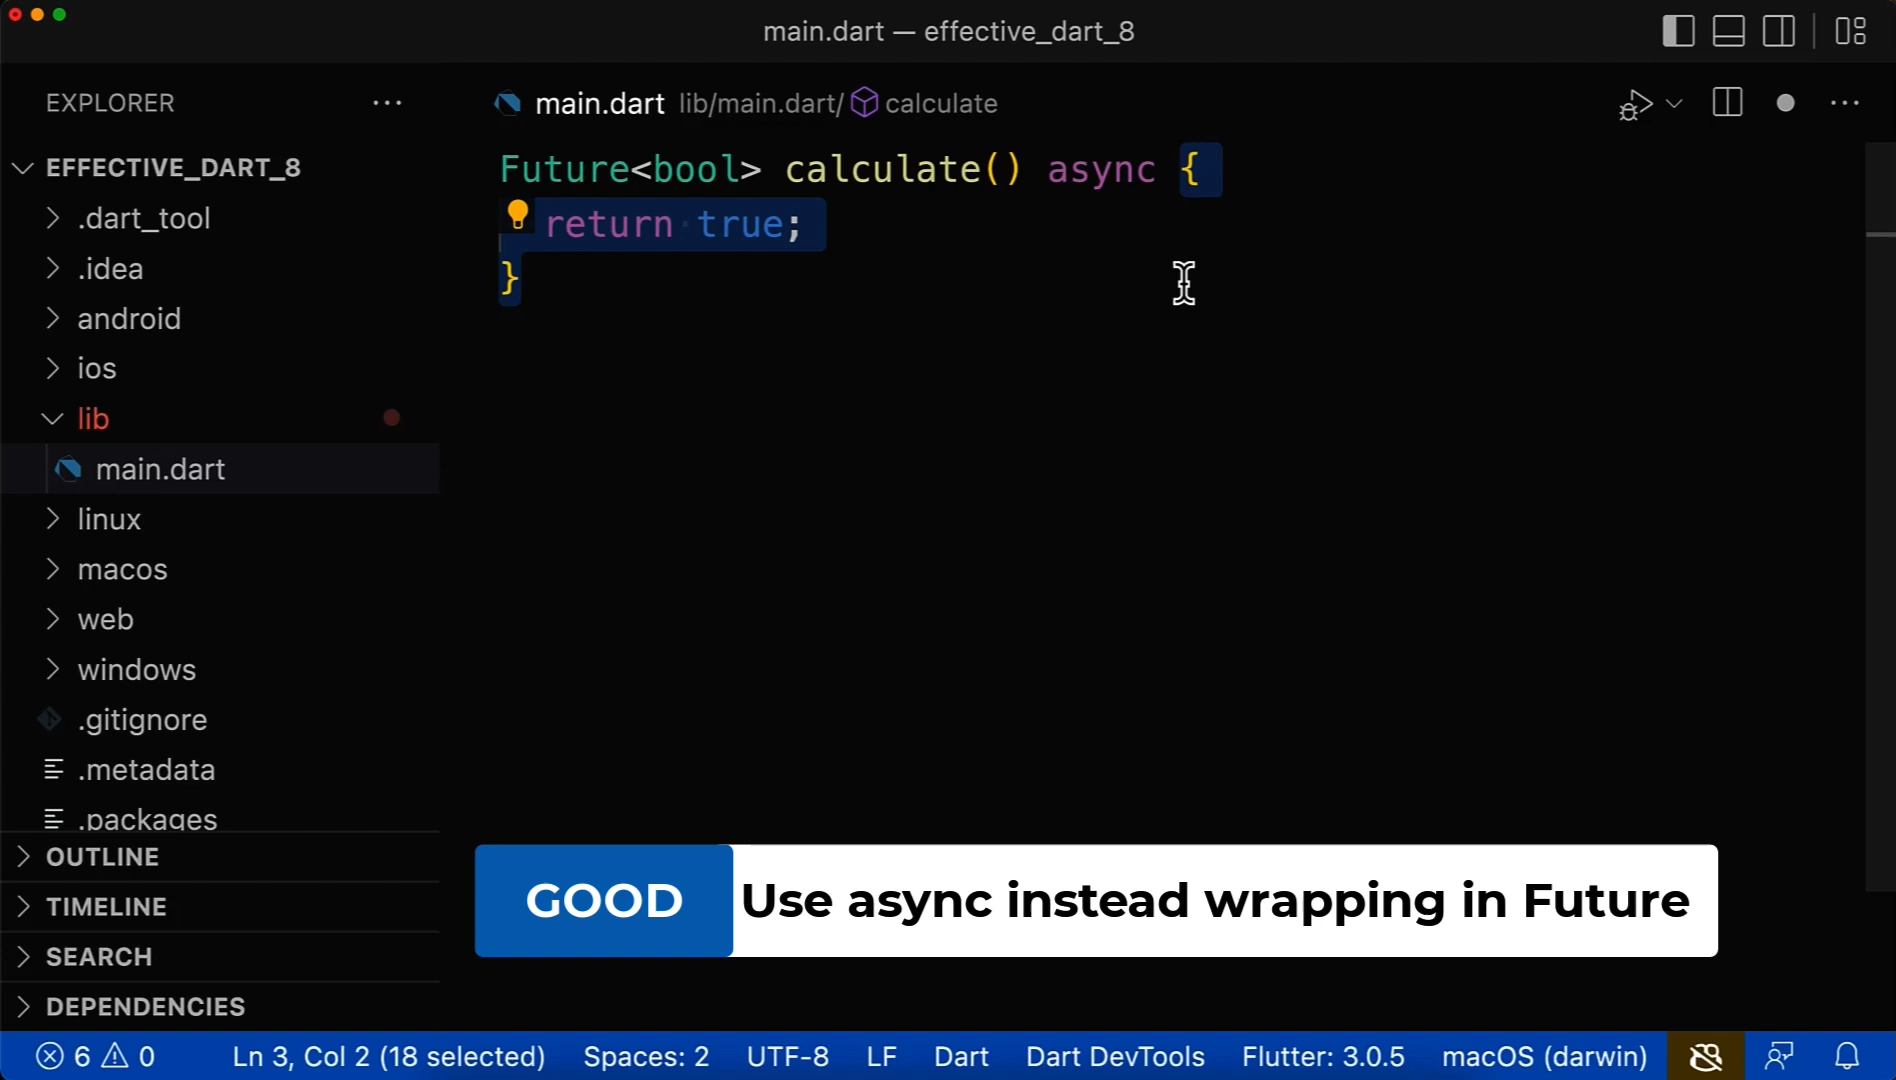 main.dart — effective_dart_8
EXPLORER
main.dart lib/main.dart/ calculate
EFFECTIVE_DART_8
.dart_tool
.idea
android
ios
lib
main.dart
linux
macos
web
windows
.gitignore
.metadata
.packages
OUTLINE
TIMELINE
SEARCH
DEPENDENCIES
Future<bool> calculate() async {
return true;
}
GOOD Use async instead wrapping in Future
6 0 Ln 3, Col 2 (18 selected) Spaces: 2 UTF-8 LF Dart Dart DevTools Flutter: 3.0.5 macOS (darwin)